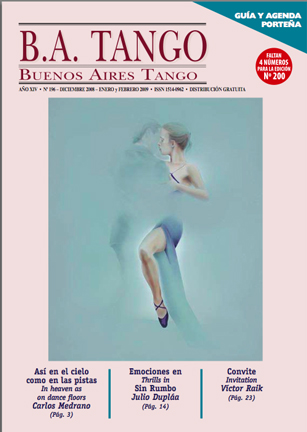 GUÍA Y AGENDA
PORTEÑA
B.A. TANGO
BUENOS AIRES TANGO
FALTAN
4 NÚMEROS
PARA LA EDICIÓN
Nº 200
AÑO XIV • Nº 196 - DICIEMBRE 2008 - ENERO y FEBRERO 2009 • ISSN 1514-0962 • DISTRIBUCIÓN GRATUITA
Así en el cielo
como en las pistas
In heaven as
on dance floors
Carlos Medrano
(Pág. 3)
Emociones en
Thrills in
Sin Rumbo
Julio Dupláa
(Pág. 14)
Convite
Invitation
Víctor Raik
(Pág. 23)